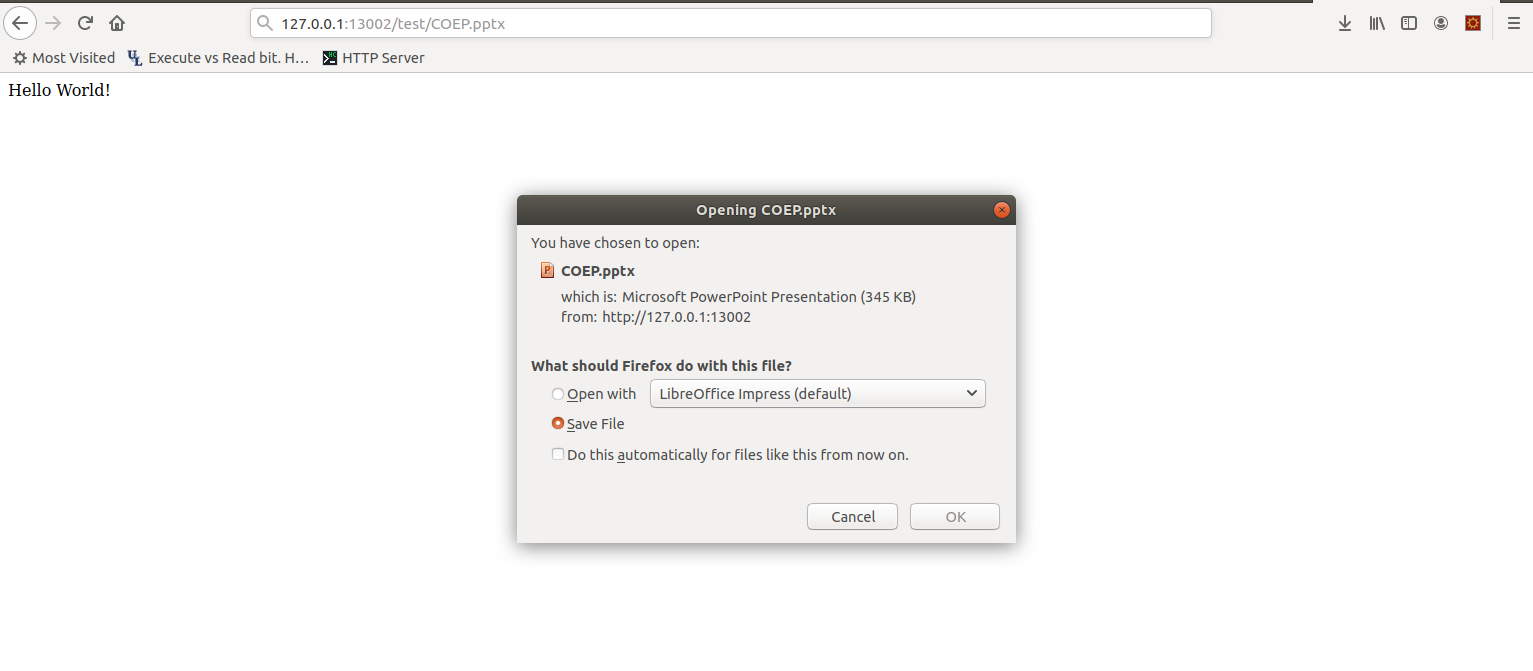 127.0.0.1:13002/test/COEP.pptx
Most Visited Execute vs Read bit. H… HTTP Server
Hello World!
Opening COEP.pptx
You have chosen to open:
COEP.pptx
which is: Microsoft PowerPoint Presentation (345 KB)
from: http://127.0.0.1:13002
What should Firefox do with this file?
Open with LibreOffice Impress (default)
Save File
Do this automatically for files like this from now on.
Cancel OK